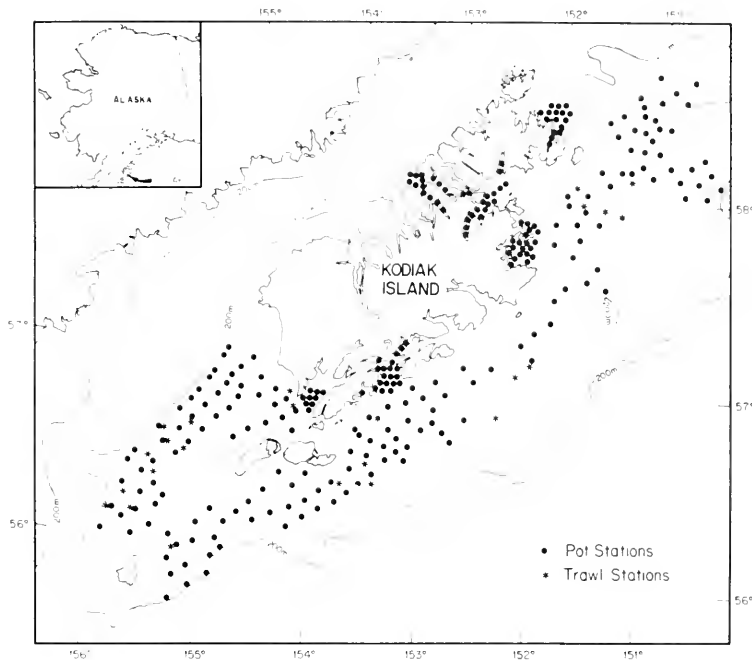 155° 154° 153° 152° 151°
ALASKA
58°
KODIAK
ISLAND
200m
57°
200m
57°
200m
56°
Pot Stations
Trawl Stations
56°
156° 155° 154° 153° 152° 151°